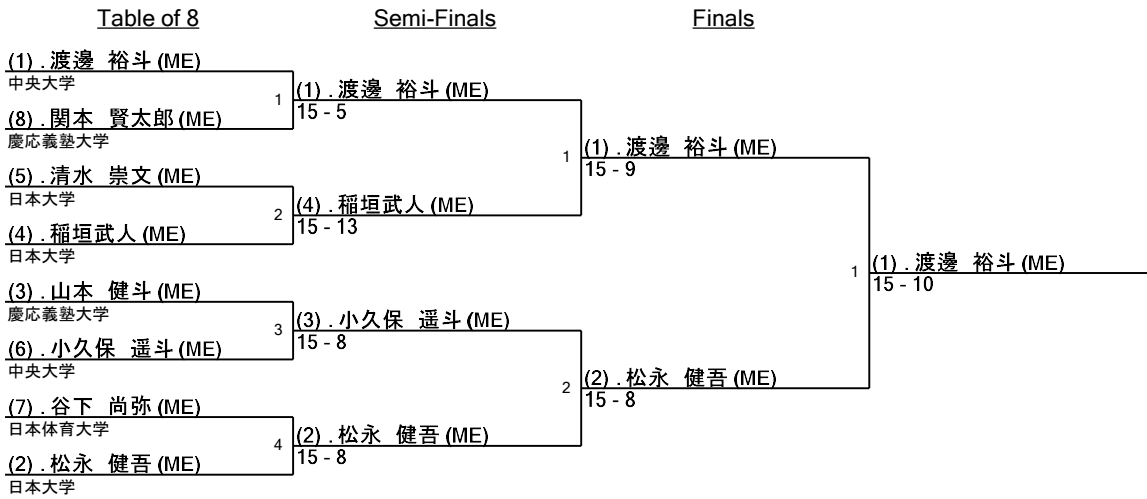 Table of 8
Semi-Finals
Finals
(1) . 渡邊 裕斗 (ME)
中央大学
1
(8) . 関本 賢太郎 (ME)
慶応義塾大学
(1) . 渡邊 裕斗 (ME)
15 - 5
(5) . 清水 崇文 (ME)
日本大学
2
(4) . 稲垣武人 (ME)
日本大学
(4) . 稲垣武人 (ME)
15 - 13
1
(1) . 渡邊 裕斗 (ME)
15 - 9
(3) . 山本 健斗 (ME)
慶応義塾大学
3
(6) . 小久保 遥斗 (ME)
中央大学
(3) . 小久保 遥斗 (ME)
15 - 8
(7) . 谷下 尚弥 (ME)
日本体育大学
4
(2) . 松永 健吾 (ME)
日本大学
(2) . 松永 健吾 (ME)
15 - 8
2
(2) . 松永 健吾 (ME)
15 - 8
1
(1) . 渡邊 裕斗 (ME)
15 - 10